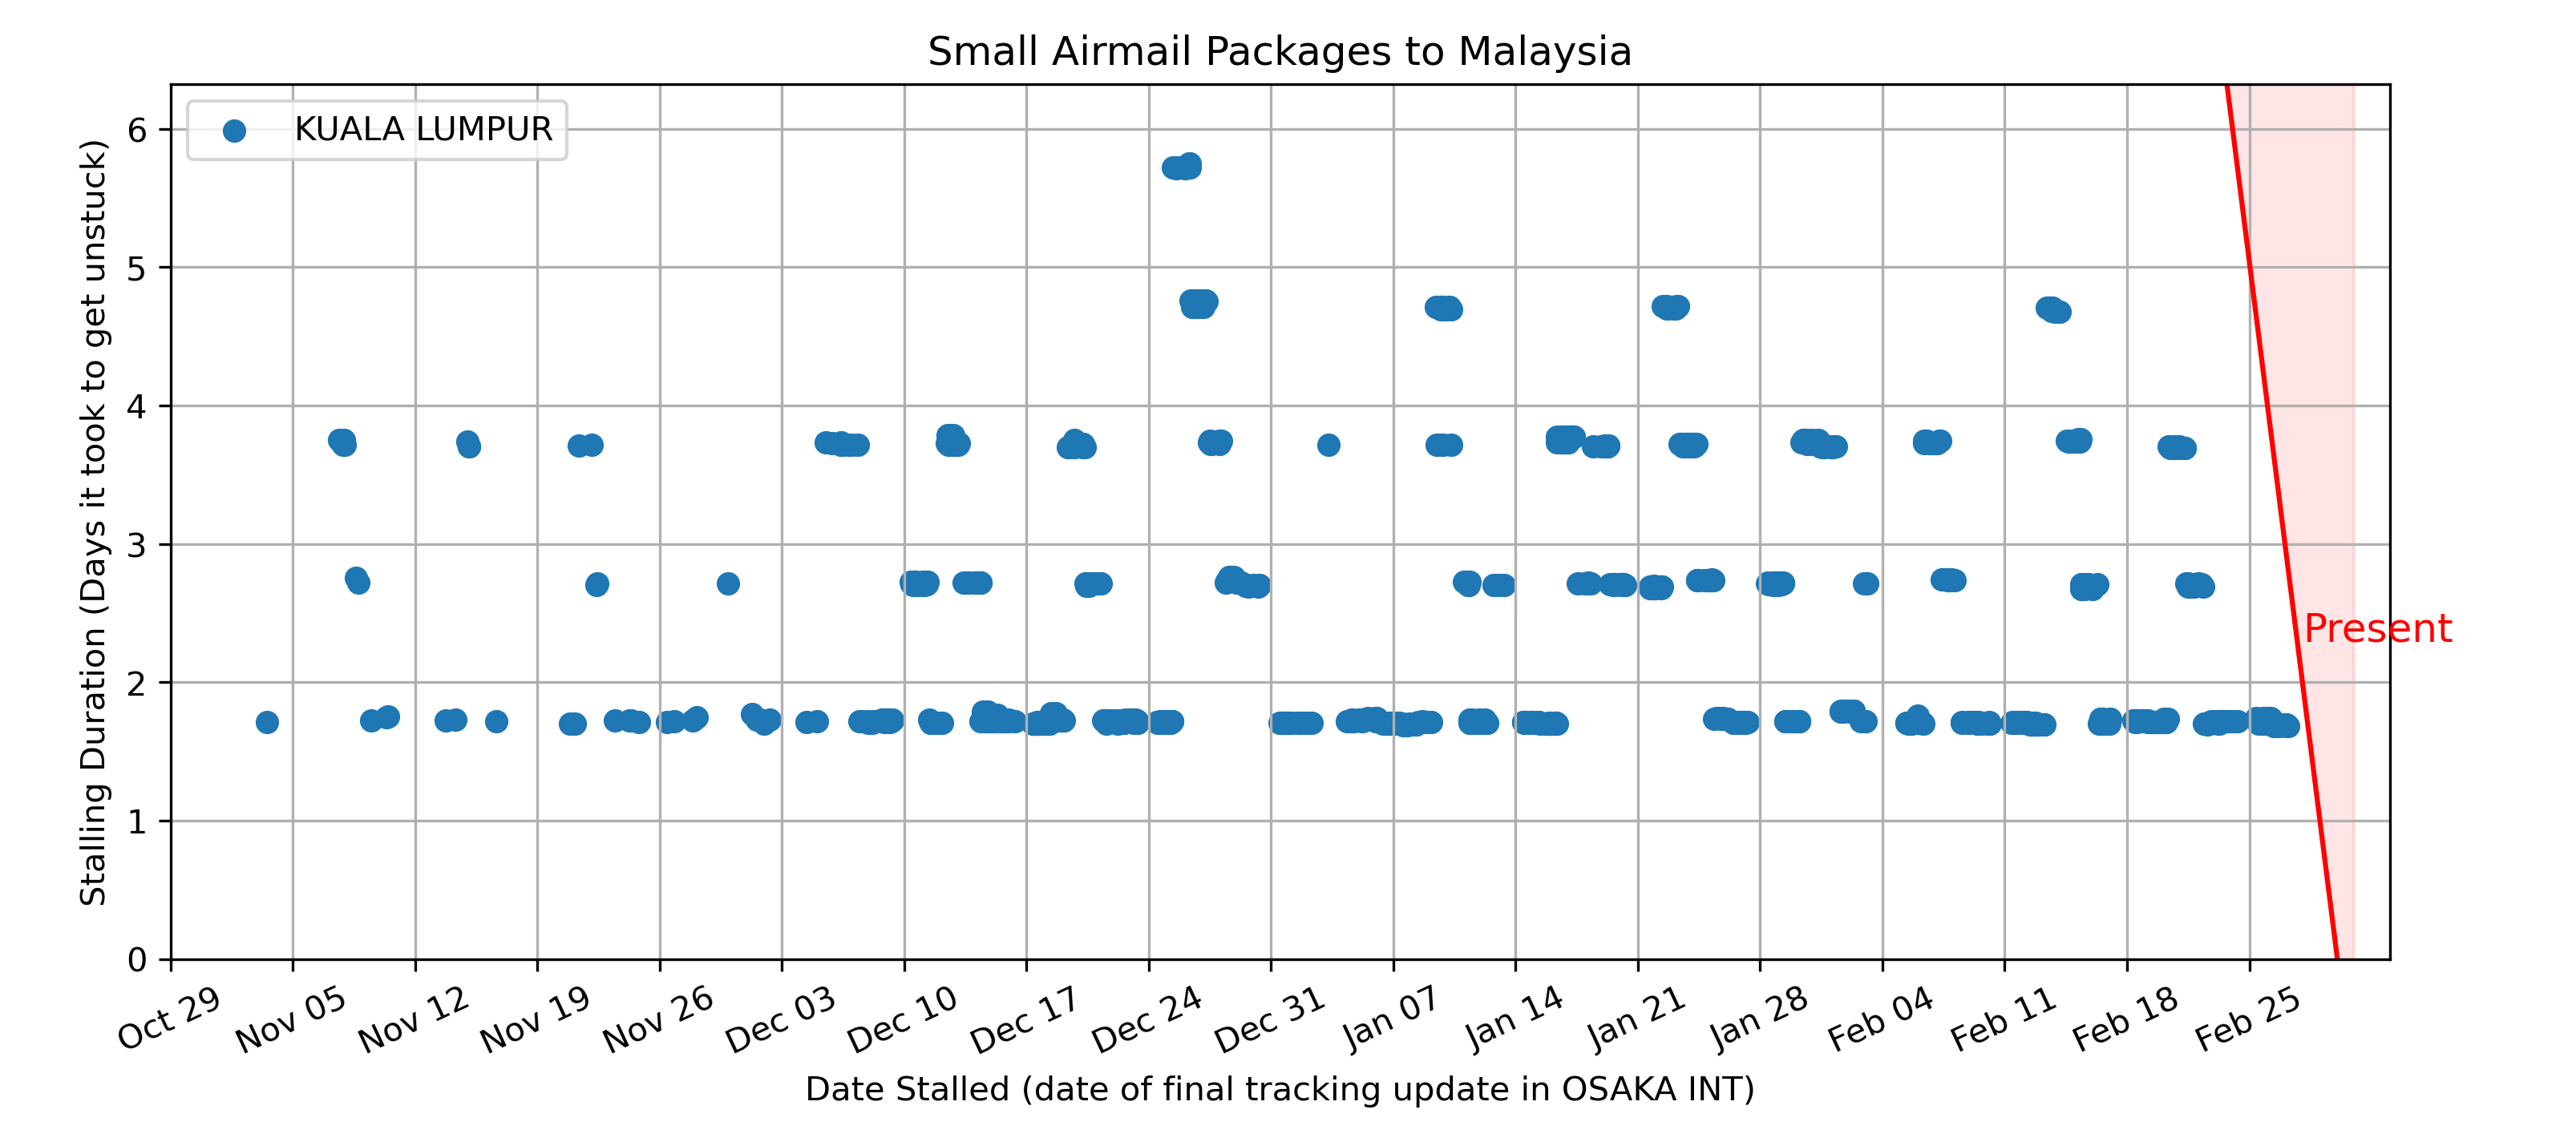 Small Airmail Packages to Malaysia
KUALA LUMPUR
Stalling Duration (Days it took to get unstuck)
6
5
4
3
2
1
0
Present
Oct 29
Nov 05
Nov 12
Nov 19
Nov 26
Dec 03
Dec 10
Dec 17
Dec 24
Dec 31
Jan 07
Jan 14
Jan 21
Jan 28
Feb 04
Feb 11
Feb 18
Feb 25
Date Stalled (date of final tracking update in OSAKA INT)